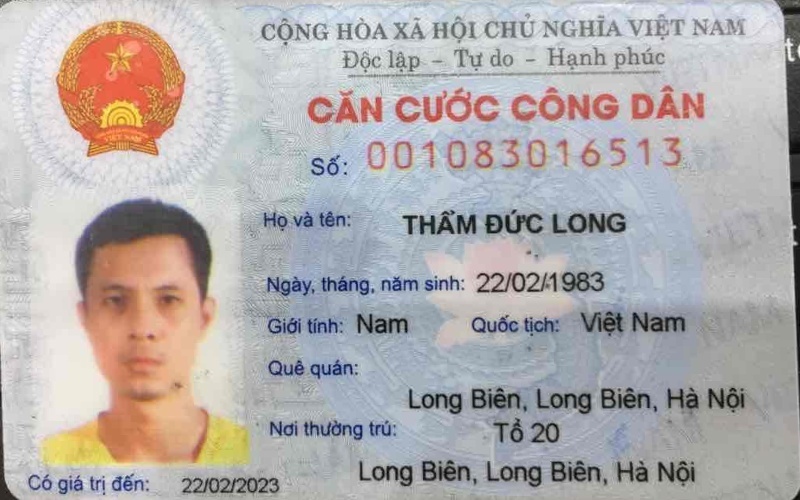 CỘNG HÒA XÃ HỘI CHỦ NGHĨA VIỆT NAM
Độc lập - Tự do - Hạnh phúc
CĂN CƯỚC CÔNG DÂN
Số: 001083016513
Họ và tên: THẨM ĐỨC LONG
Ngày, tháng, năm sinh: 22/02/1983
Giới tính: Nam Quốc tịch: Việt Nam
Quê quán:
Long Biên, Long Biên, Hà Nội
Nơi thường trú: Tổ 20
Long Biên, Long Biên, Hà Nội
Có giá trị đến: 22/02/2023